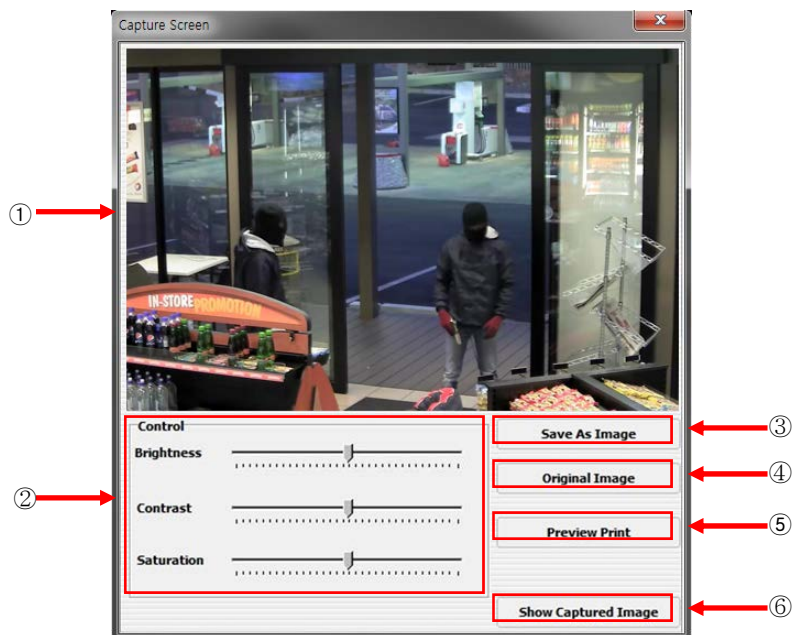 Capture Screen
①
IN-STORE PROMOTION
Control
Brightness
Contrast
Saturation
②
Save As Image
③
Original Image
④
Preview Print
⑤
Show Captured Image
⑥